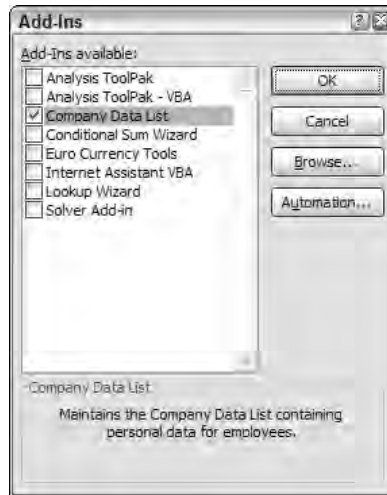 Add-Ins
Add-Ins available:
Analysis ToolPak
Analysis ToolPak - VBA
Company Data List
Conditional Sum Wizard
Euro Currency Tools
Internet Assistant VBA
Lookup Wizard
Solver Add-in
OK
Cancel
Browse...
Automation...
Company Data List
Maintains the Company Data List containing
personal data for employees.